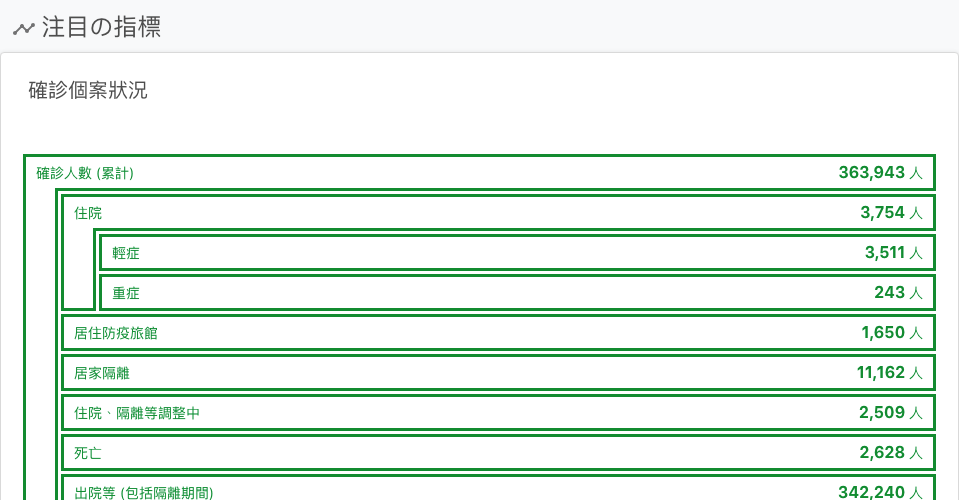 注目の指標
確診個案狀況
確診人數 (累計) 363,943 人
住院 3,754 人
輕症 3,511 人
重症 243 人
居住防疫旅館 1,650 人
居家隔離 11,162 人
住院、隔離等調整中 2,509 人
死亡 2,628 人
出院等 (包括隔離期間) 342,240 人